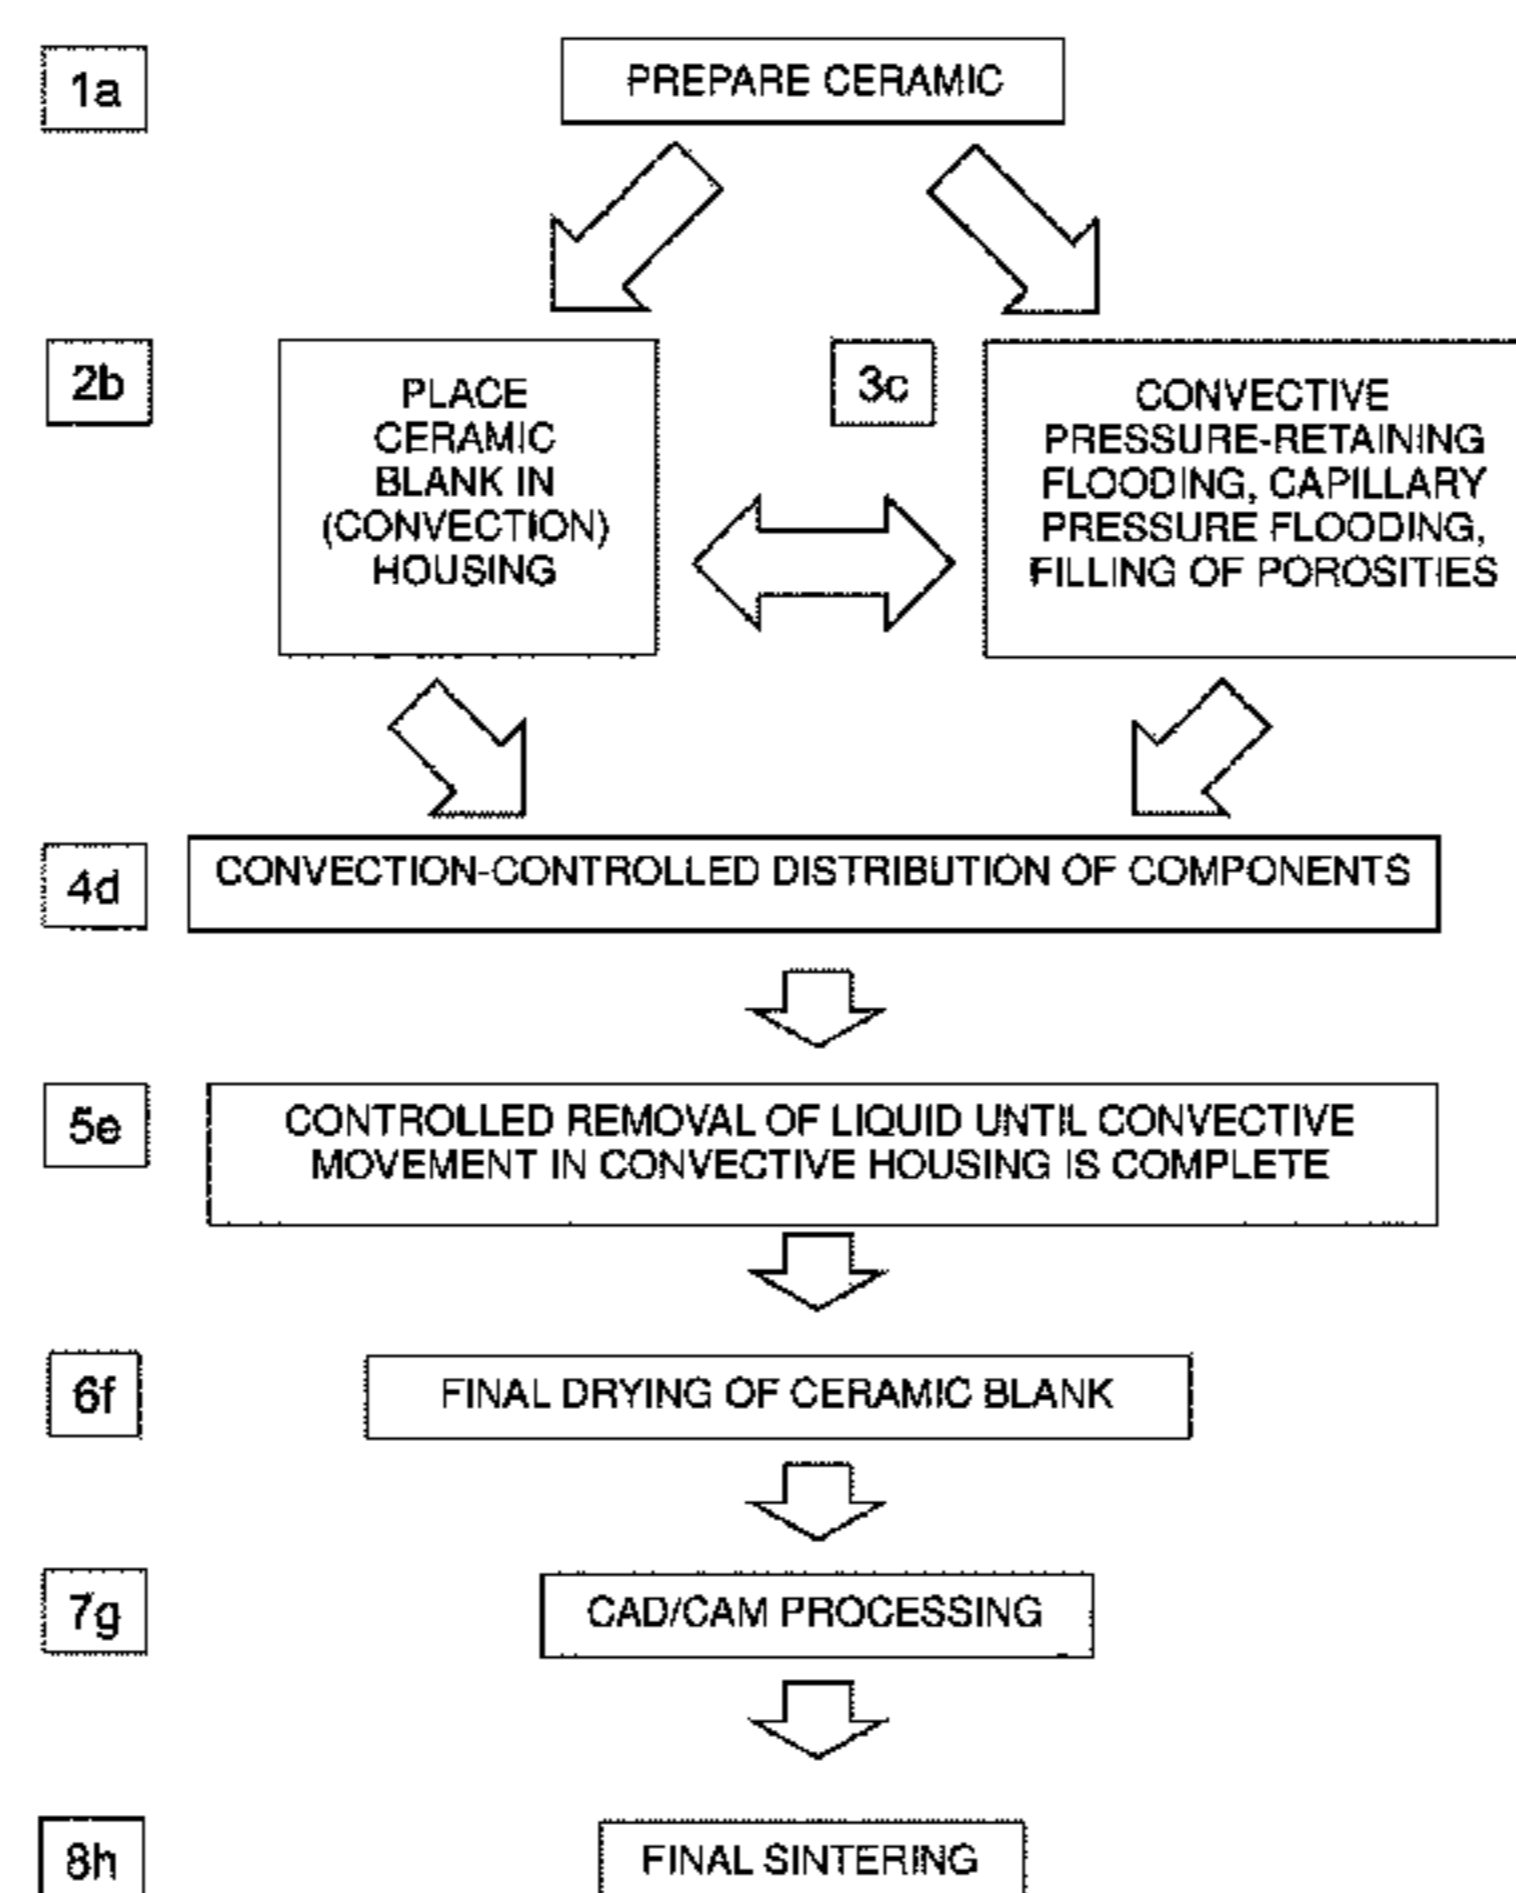 1a
PREPARE CERAMIC
2b
PLACE
CERAMIC
BLANK IN
(CONVECTION)
HOUSING
3c
CONVECTIVE
PRESSURE-RETAINING
FLOODING, CAPILLARY
PRESSURE FLOODING,
FILLING OF POROSITIES
4d
CONVECTION-CONTROLLED DISTRIBUTION OF COMPONENTS
5e
CONTROLLED REMOVAL OF LIQUID UNTIL CONVECTIVE
MOVEMENT IN CONVECTIVE HOUSING IS COMPLETE
6f
FINAL DRYING OF CERAMIC BLANK
7g
CAD/CAM PROCESSING
8h
FINAL SINTERING